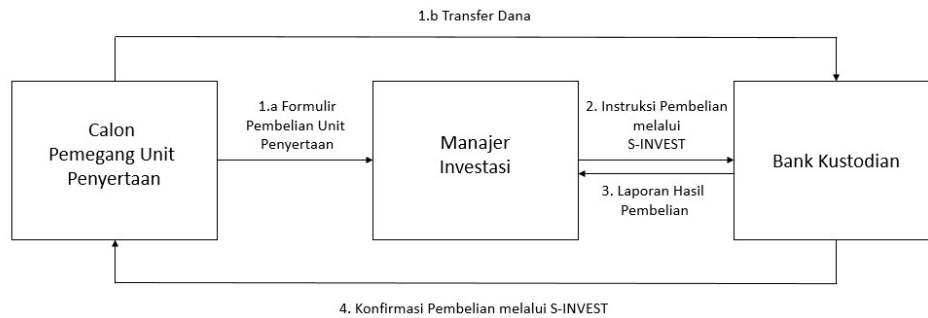 1.b Transfer Dana
Calon
Pemegang Unit
Penyertaan
1.a Formulir
Pembelian Unit
Penyertaan
Manajer
Investasi
2. Instruksi Pembelian
melalui
S-INVEST
3. Laporan Hasil
Pembelian
Bank Kustodian
4. Konfirmasi Pembelian melalui S-INVEST